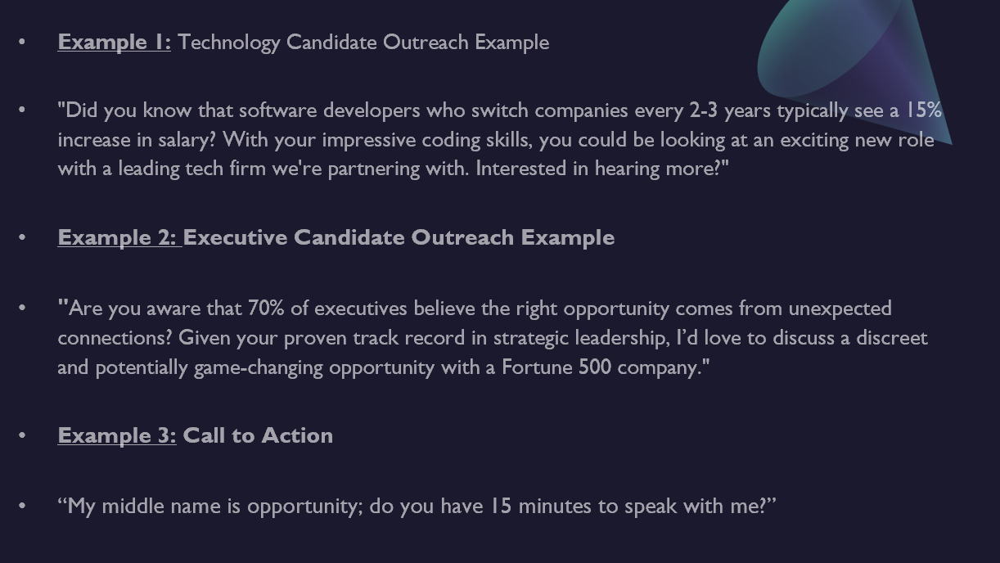 • Example 1: Technology Candidate Outreach Example
• "Did you know that software developers who switch companies every 2-3 years typically see a 15%
increase in salary? With your impressive coding skills, you could be looking at an exciting new role
with a leading tech firm we're partnering with. Interested in hearing more?"
• Example 2: Executive Candidate Outreach Example
• "Are you aware that 70% of executives believe the right opportunity comes from unexpected
connections? Given your proven track record in strategic leadership, I’d love to discuss a discreet
and potentially game-changing opportunity with a Fortune 500 company."
• Example 3: Call to Action
• “My middle name is opportunity; do you have 15 minutes to speak with me?”